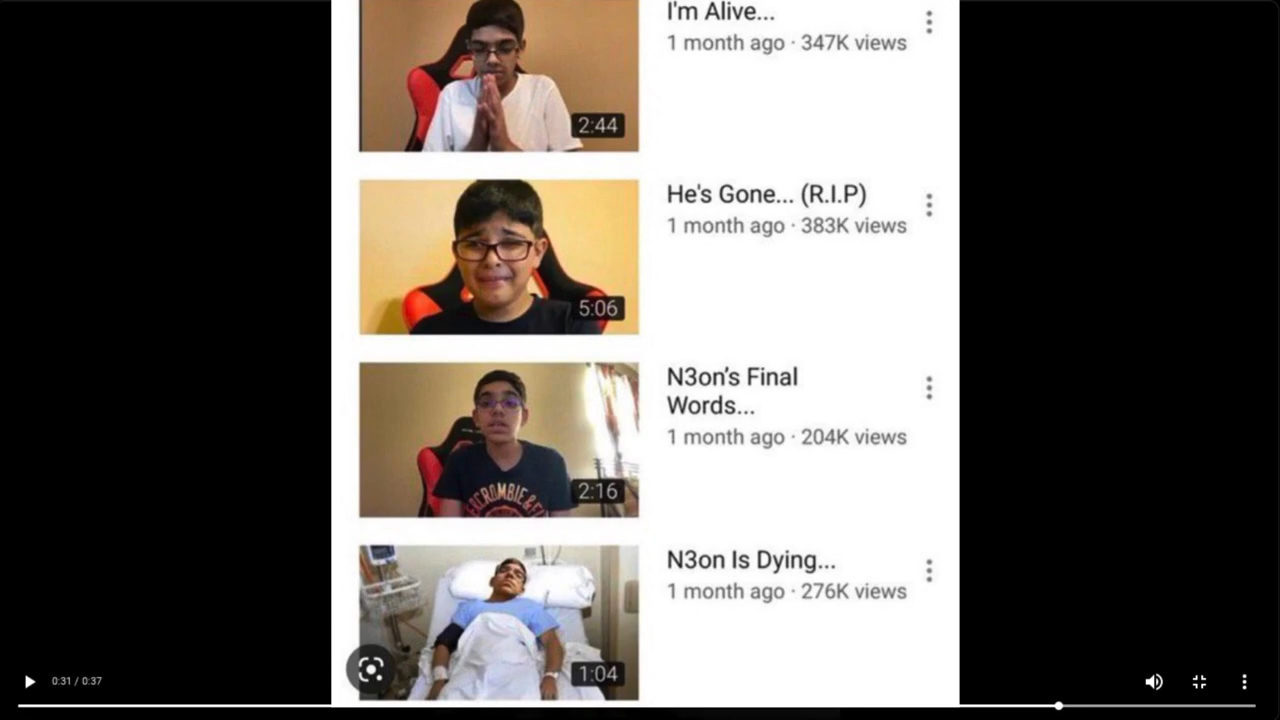 I'm Alive...
1 month ago · 347K views
2:44
He's Gone... (R.I.P)
1 month ago · 383K views
5:06
N3on's Final
Words...
1 month ago · 204K views
2:16
N3on Is Dying...
1 month ago · 276K views
1:04
0:31 / 0:37